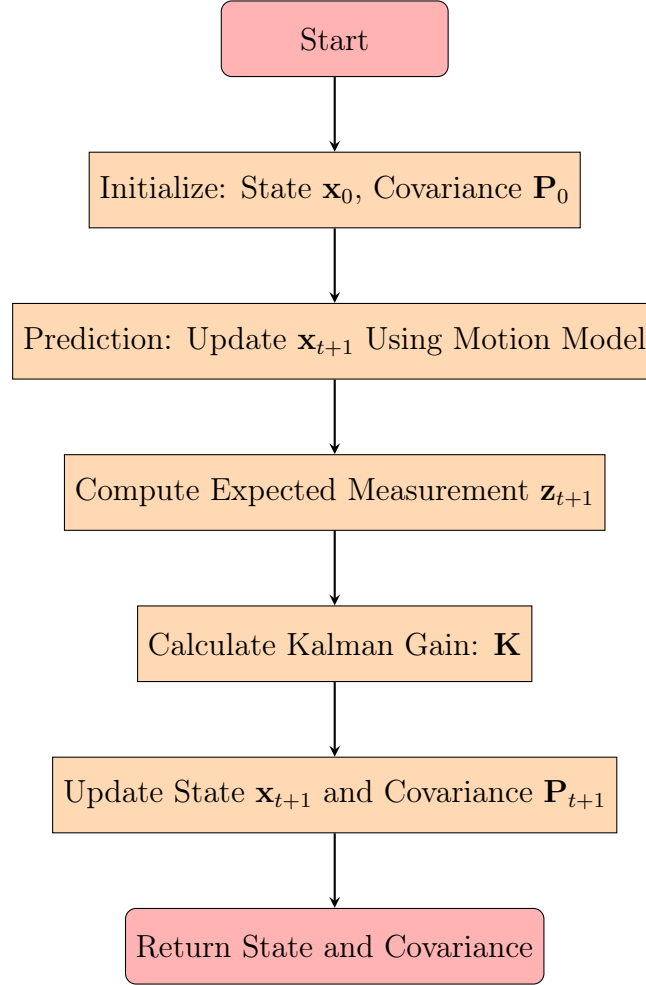 Start
Initialize: State x₀, Covariance P₀
Prediction: Update xₜ₊₁ Using Motion Model
Compute Expected Measurement zₜ₊₁
Calculate Kalman Gain: K
Update State xₜ₊₁ and Covariance Pₜ₊₁
Return State and Covariance